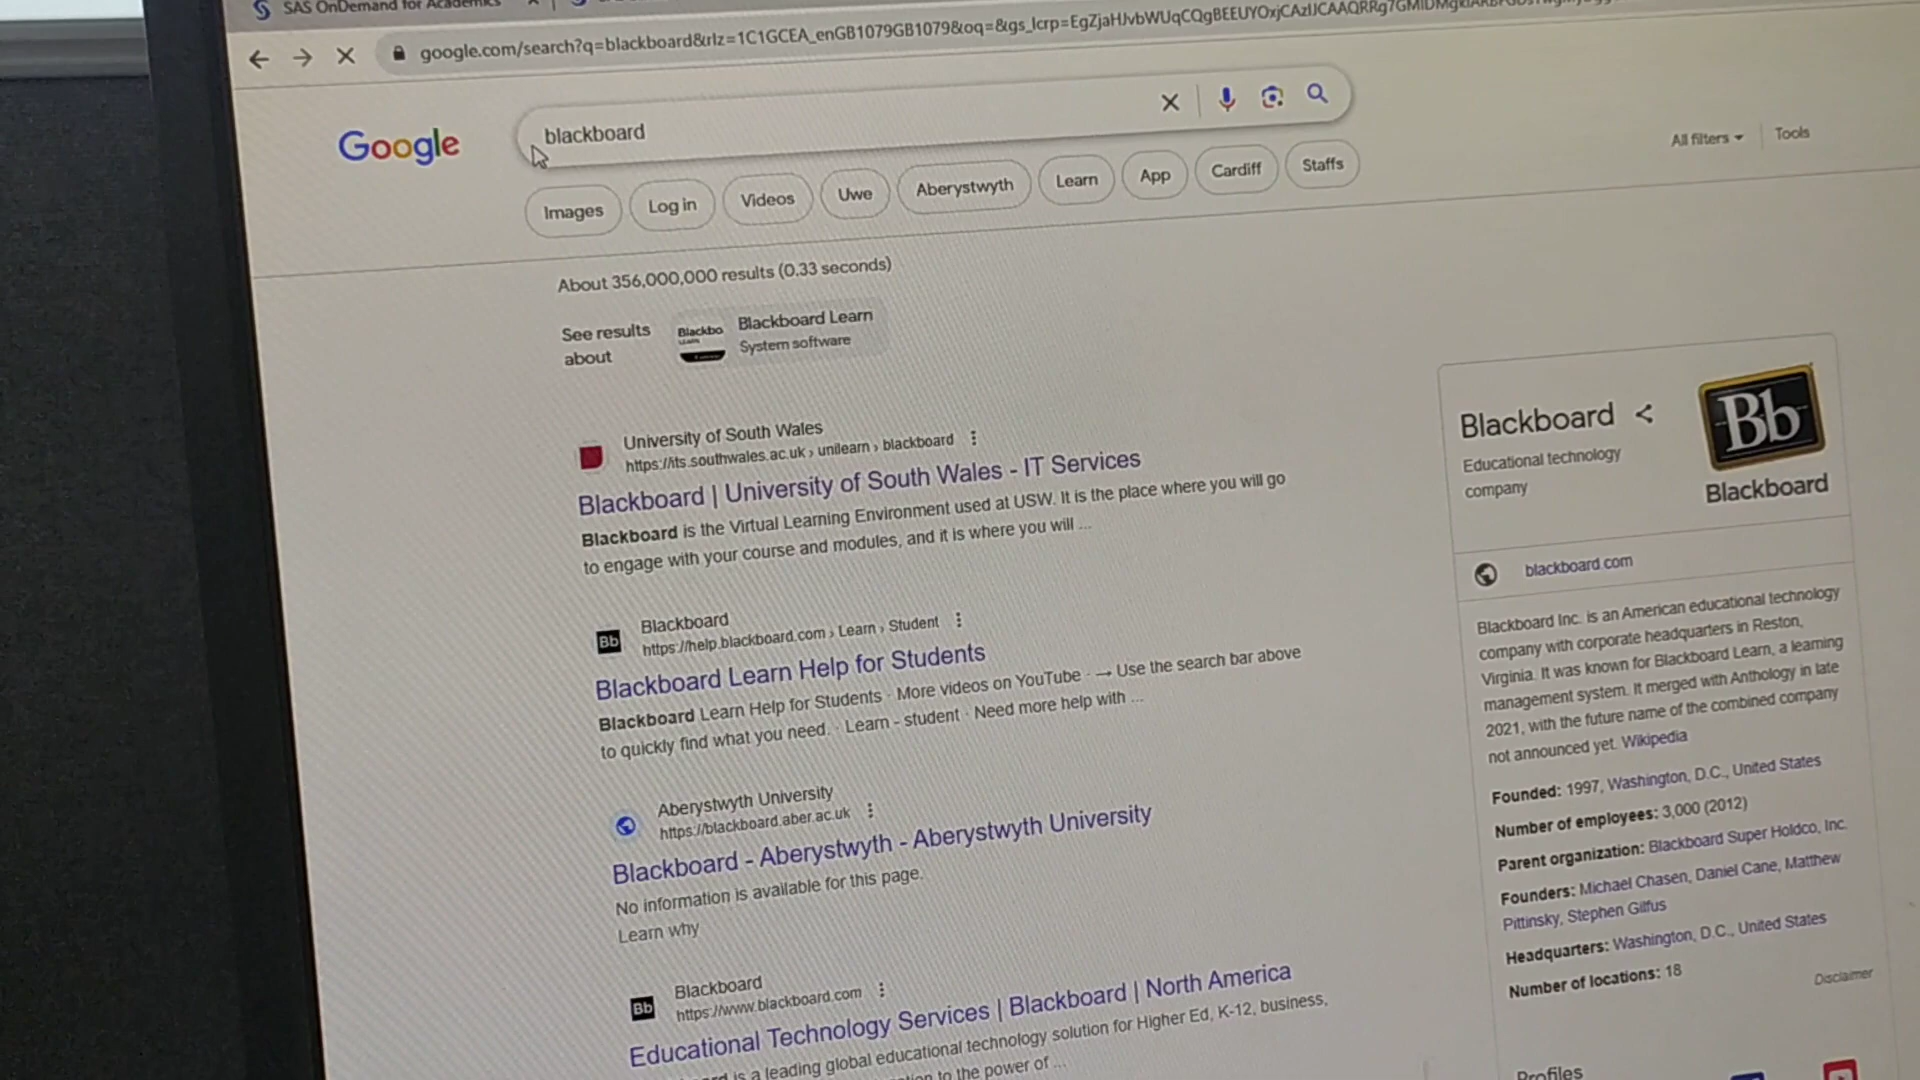 SAS OnDemand for Academics
google.com/search?q=blackboard&rlz=1C1GCEA_enGB1079GB1079&oq=&gs_lcrp=
Google
blackboard
Images
Log in
Videos
Uwe
Aberystwyth
Learn
App
Cardiff
Staffs
All filters
Tools
About 356,000,000 results (0.33 seconds)
See results
about
Blackbo
LEARN
Blackboard Learn
System software
University of South Wales
https://its.southwales.ac.uk › unilearn › blackboard
Blackboard | University of South Wales - IT Services
Blackboard is the Virtual Learning Environment used at USW. It is the place where you will go
to engage with your course and modules, and it is where you will ...
Bb
Blackboard
https://help.blackboard.com › Learn › Student
Blackboard Learn Help for Students
Blackboard Learn Help for Students · More videos on YouTube · → Use the search bar above
to quickly find what you need. · Learn - student · Need more help with ...
Aberystwyth University
https://blackboard.aber.ac.uk
Blackboard - Aberystwyth - Aberystwyth University
No information is available for this page.
Learn why
Bb
Blackboard
https://www.blackboard.com
Educational Technology Services | Blackboard | North America
is a leading global educational technology solution for Higher Ed, K-12, business,
to the power of ...
Blackboard
Educational technology
company
Bb
Blackboard
blackboard.com
Blackboard Inc. is an American educational technology
company with corporate headquarters in Reston,
Virginia. It was known for Blackboard Learn, a learning
management system. It merged with Anthology in late
2021, with the future name of the combined company
not announced yet. Wikipedia
Founded: 1997, Washington, D.C., United States
Number of employees: 3,000 (2012)
Parent organization: Blackboard Super Holdco, Inc.
Founders: Michael Chasen, Daniel Cane, Matthew
Pittinsky, Stephen Gilfus
Headquarters: Washington, D.C., United States
Number of locations: 18
Disclaimer
Profiles